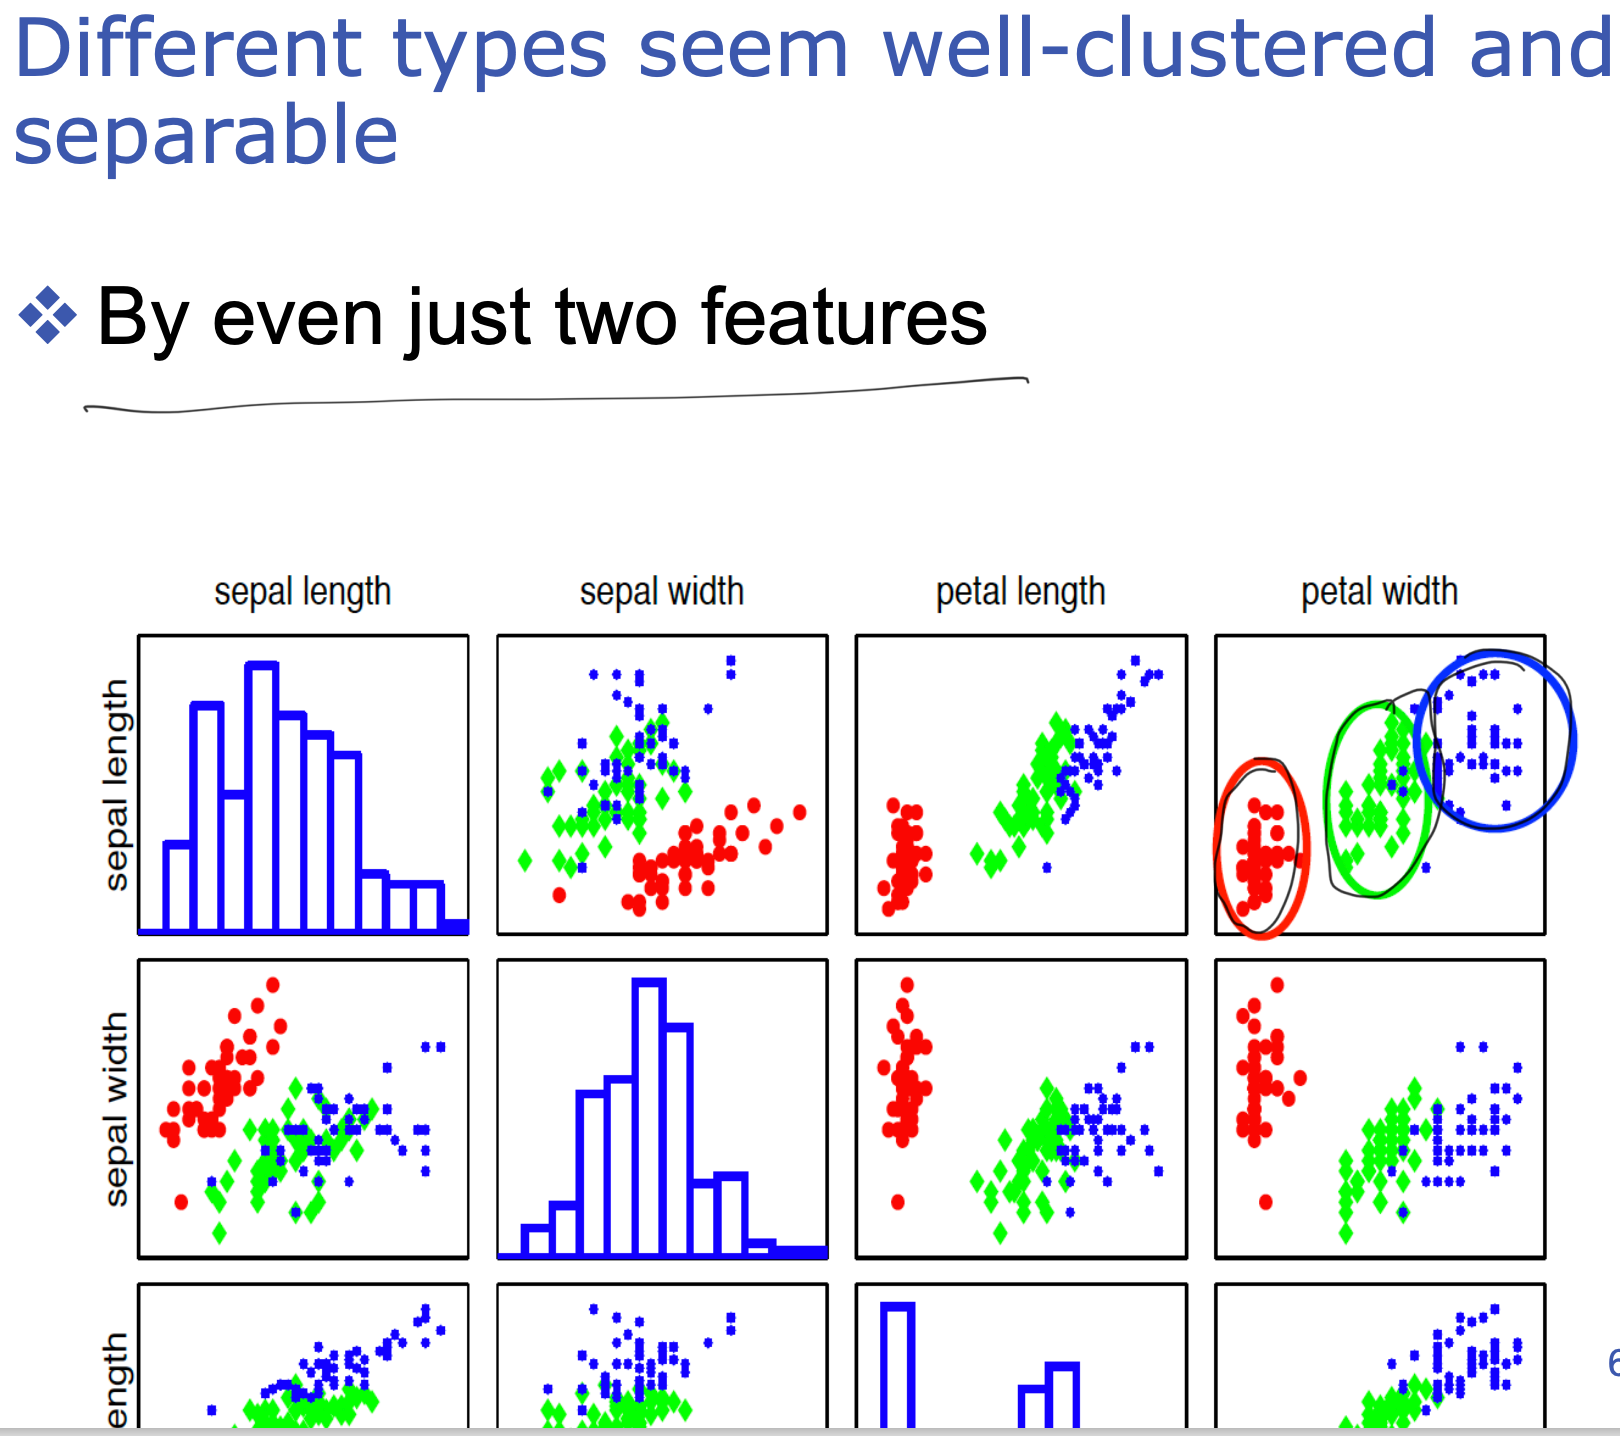 Different types seem well-clustered and
separable
By even just two features
sepal length sepal width petal length petal width
sepal length
sepal width
ength
6